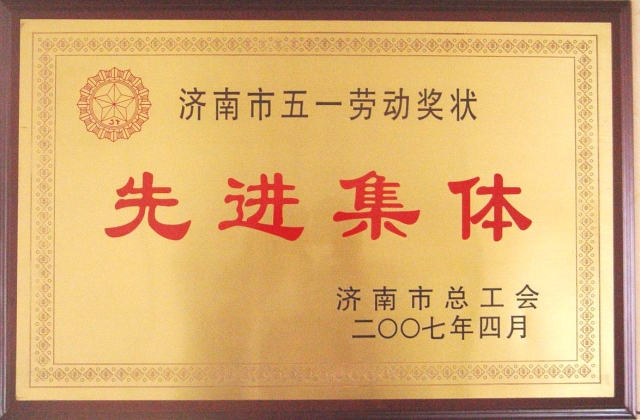 济南市五一劳动奖状
先进集体
济南市总工会
二〇〇七年四月